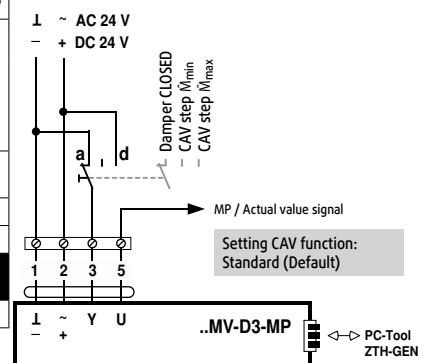 ⊥ ~ AC 24 V
– + DC 24 V
Damper CLOSED
CAV step M̂min
CAV step M̂max
a d
MP / Actual value signal
Setting CAV function:
Standard (Default)
1 2 3 5
⊥ ~ Y U
– +
..MV-D3-MP
PC-Tool
ZTH-GEN